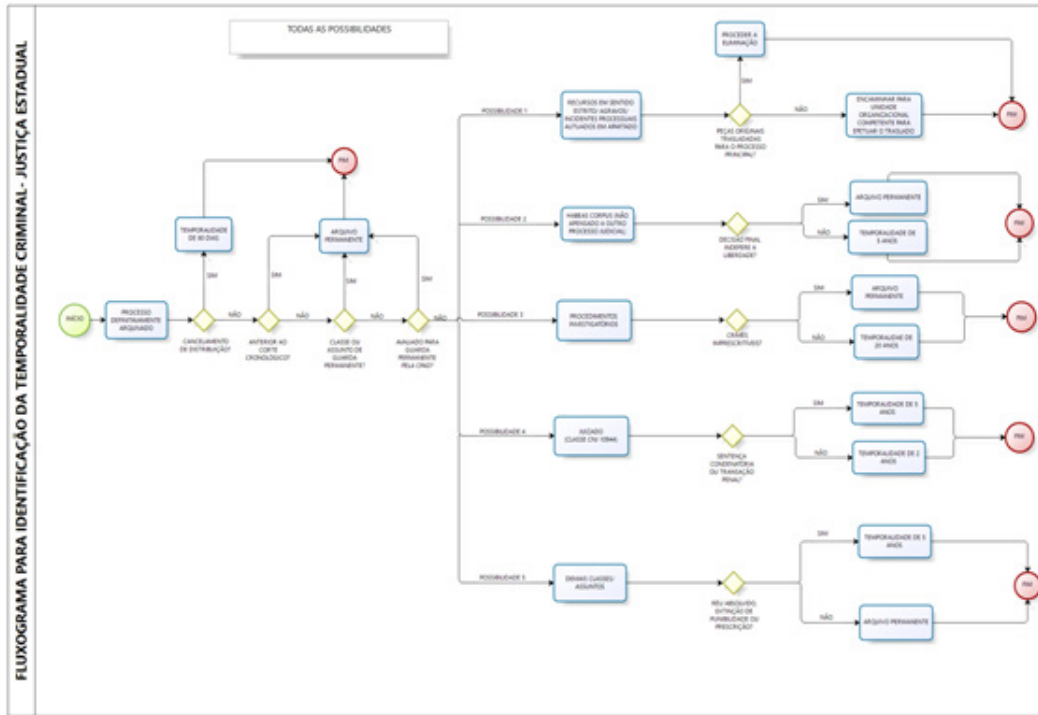 FLUXOGRAMA PARA IDENTIFICAÇÃO DA TEMPORALIDADE CRIMINAL- JUSTIÇA ESTADUAL
TODAS AS POSSIBILIDADES
INÍCIO
PROCESSO
DEFINITIVAMENTE
ARQUIVADO
CANCELAMENTO
DE DISTRIBUIÇÃO?
SIM
TEMPORALIDADE
DE 90 DIAS
FIM
NÃO
ANTERIOR AO
CORTE
CRONOLÓGICO?
SIM
NÃO
CLASSE OU
ASSUNTO DE
GUARDA
PERMANENTE?
SIM
ARQUIVO
PERMANENTE
NÃO
AVALIADO PARA
GUARDA
PERMANENTE
PELA CPAD?
SIM
NÃO
POSSIBILIDADE 1
RECURSOS EM SENTIDO
ESTRITO/ AGRAVOS/
INCIDENTES PROCESSUAIS
AUTUADOS EM APARTADO
PEÇAS ORIGINAIS
TRASLADADAS
PARA O PROCESSO
PRINCIPAL?
SIM
PROCEDER A
ELIMINAÇÃO
NÃO
ENCAMINHAR PARA
UNIDADE
ORGANIZACIONAL
COMPETENTE PARA
EFETUAR O TRASLADO
FIM
POSSIBILIDADE 2
HABEAS CORPUS (NÃO
APENSADO A OUTRO
PROCESSO JUDICIAL)
DECISÃO FINAL
INDEFERE A
LIBERDADE?
SIM
ARQUIVO PERMANENTE
NÃO
TEMPORALIDADE DE
5 ANOS
FIM
POSSIBILIDADE 3
PROCEDIMENTOS
INVESTIGATÓRIOS
CRIMES
IMPRESCRITÍVEIS?
SIM
ARQUIVO
PERMANENTE
NÃO
TEMPORALIDADE DE
20 ANOS
FIM
POSSIBILIDADE 4
JUIZADO
(CLASSE CNJ 10944)
SENTENÇA
CONDENATÓRIA
OU TRANSAÇÃO
PENAL?
SIM
TEMPORALIDADE DE 5
ANOS
NÃO
TEMPORALIDADE DE 2
ANOS
FIM
POSSIBILIDADE 5
DEMAIS CLASSES/
ASSUNTOS
RÉU ABSOLVIDO,
EXTINÇÃO DE
PUNIBILIDADE OU
PRESCRIÇÃO?
SIM
TEMPORALIDADE DE 5
ANOS
NÃO
ARQUIVO PERMANENTE
FIM